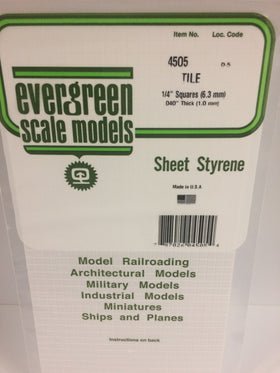 Item No. Loc. Code
4505 D-5
TILE
1/4" Squares (6.3 mm)
.040" Thick (1.0 mm)
evergreen
scale models
Sheet Styrene
Made in U.S.A
Model Railroading
Architectural Models
Military Models
Industrial Models
Miniatures
Ships and Planes
Instructions on back